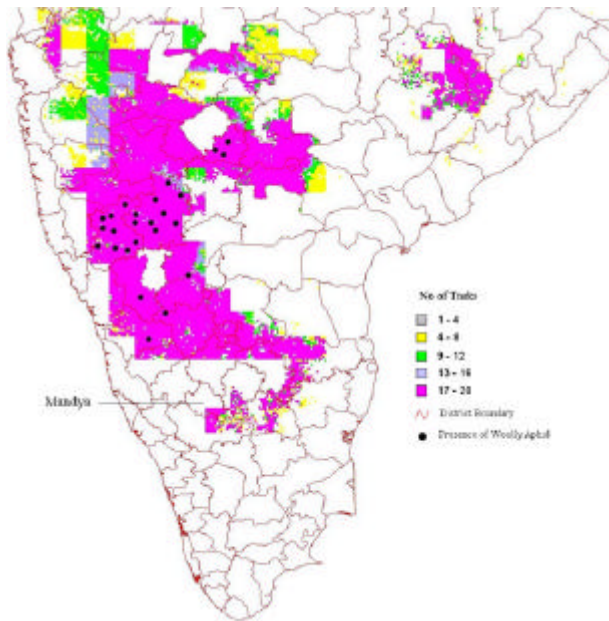 No of Traks
1 - 4
4 - 8
9 - 12
13 - 16
17 - 20
District Boundary
Presence of Woolly Aphid
Mandya